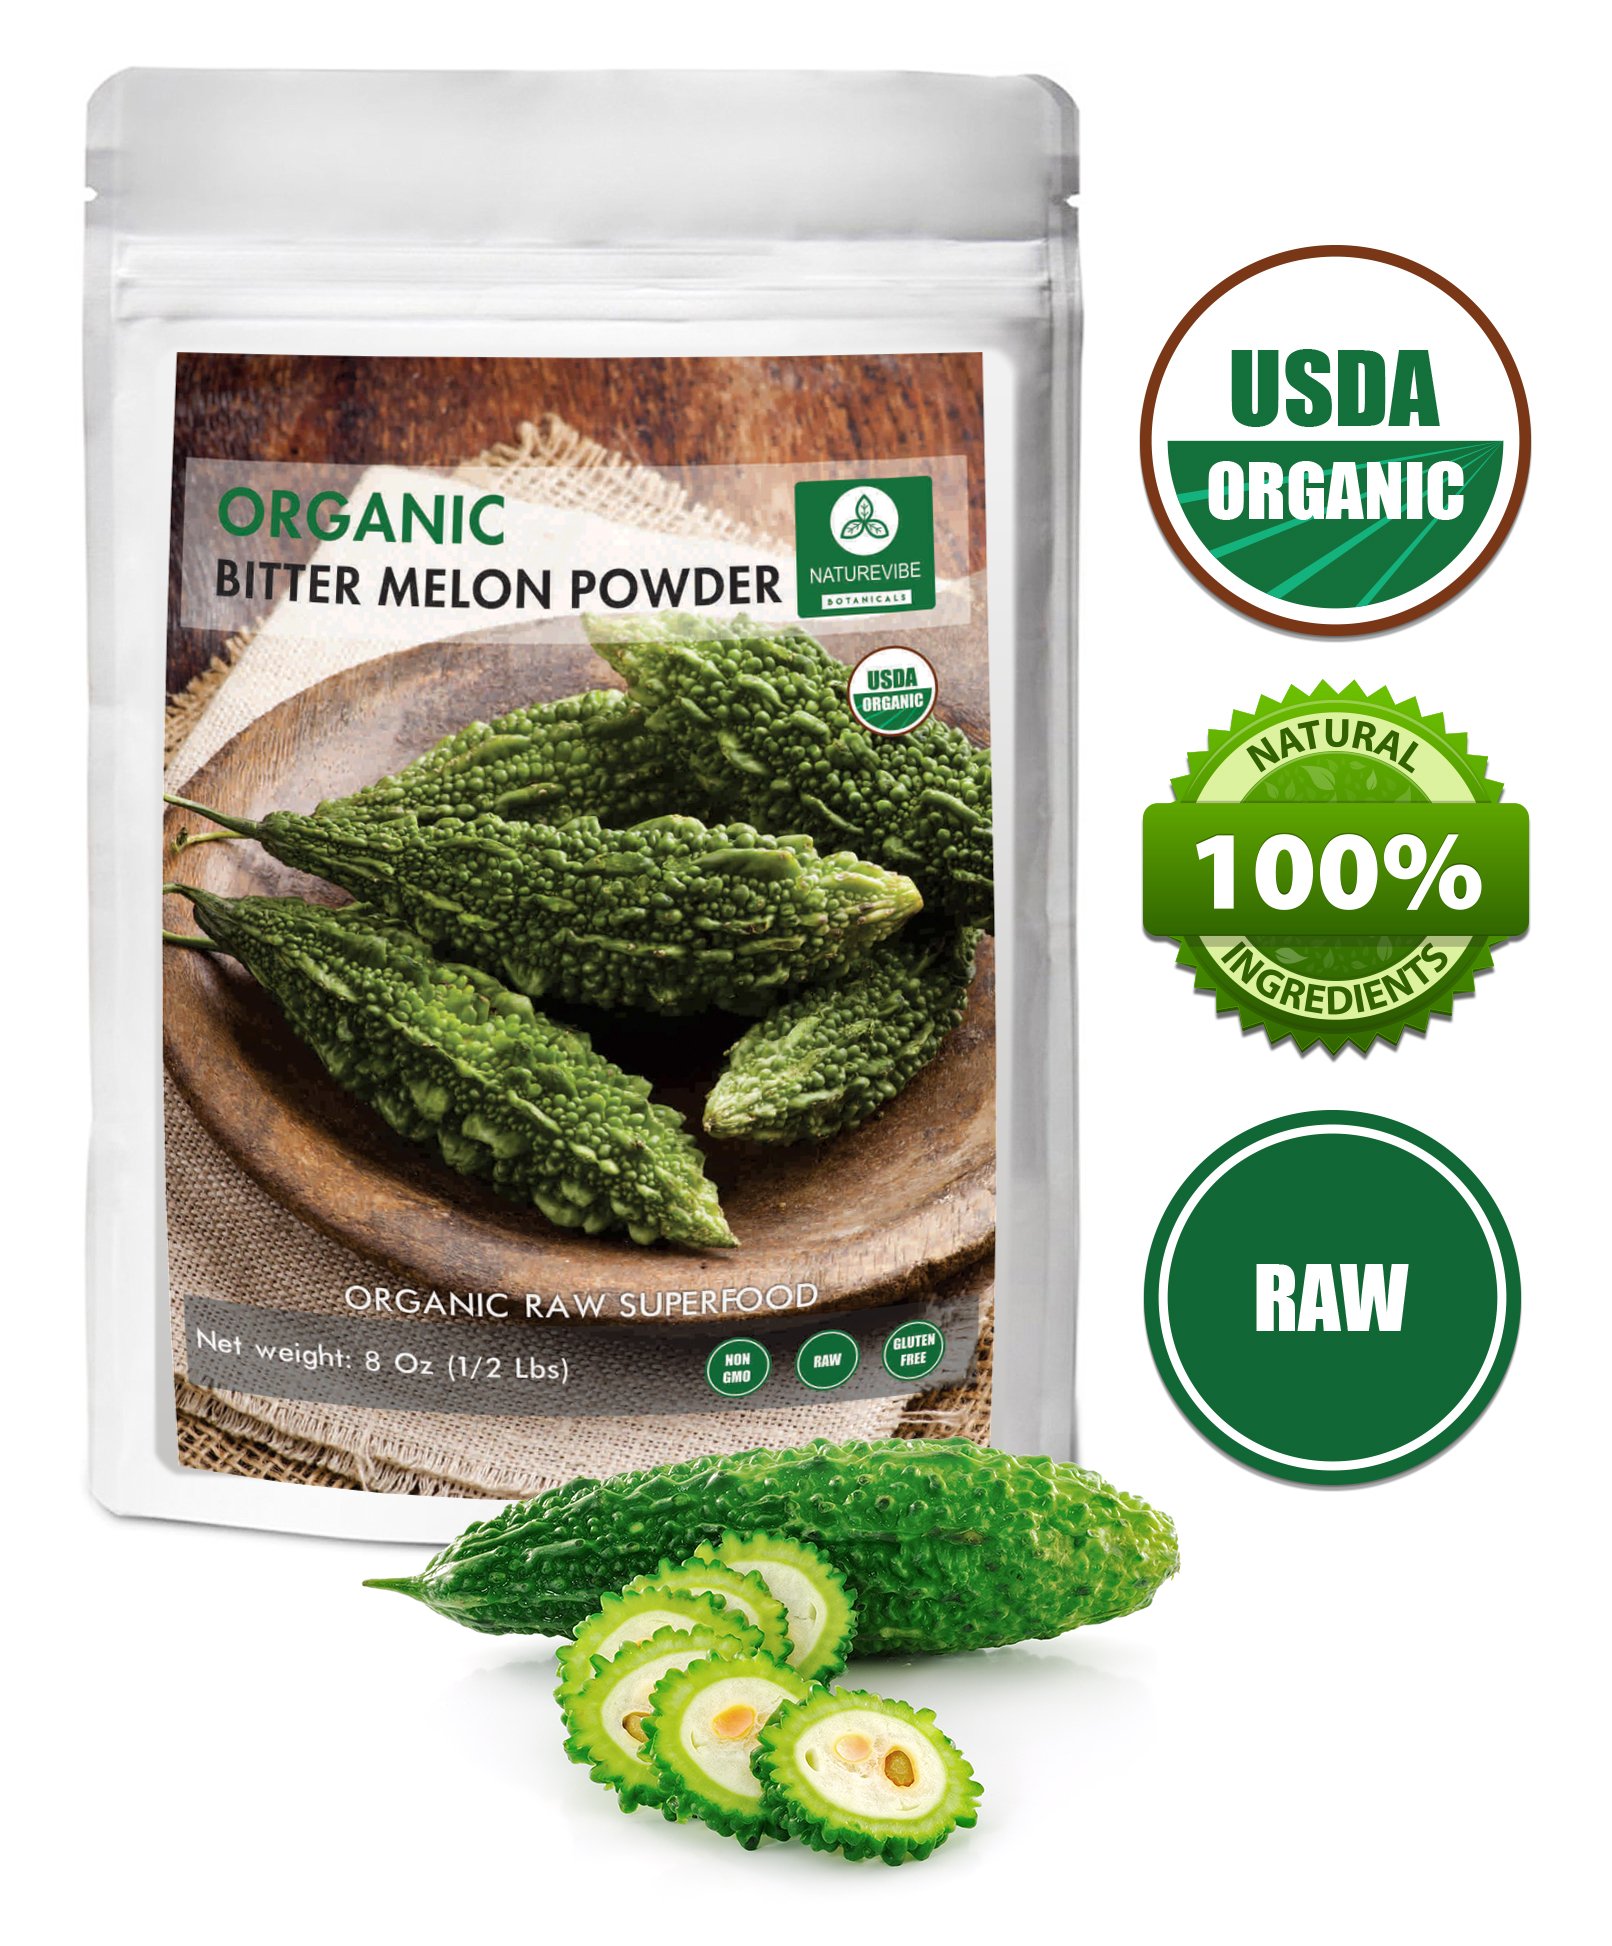 ORGANIC
BITTER MELON POWDER
NATUREVIBE
BOTANICALS
USDA
ORGANIC
ORGANIC RAW SUPERFOOD
Net weight: 8 Oz (1/2 Lbs)
NON
GMO
RAW
GLUTEN
FREE
USDA
ORGANIC
NATURAL
100%
INGREDIENTS
RAW